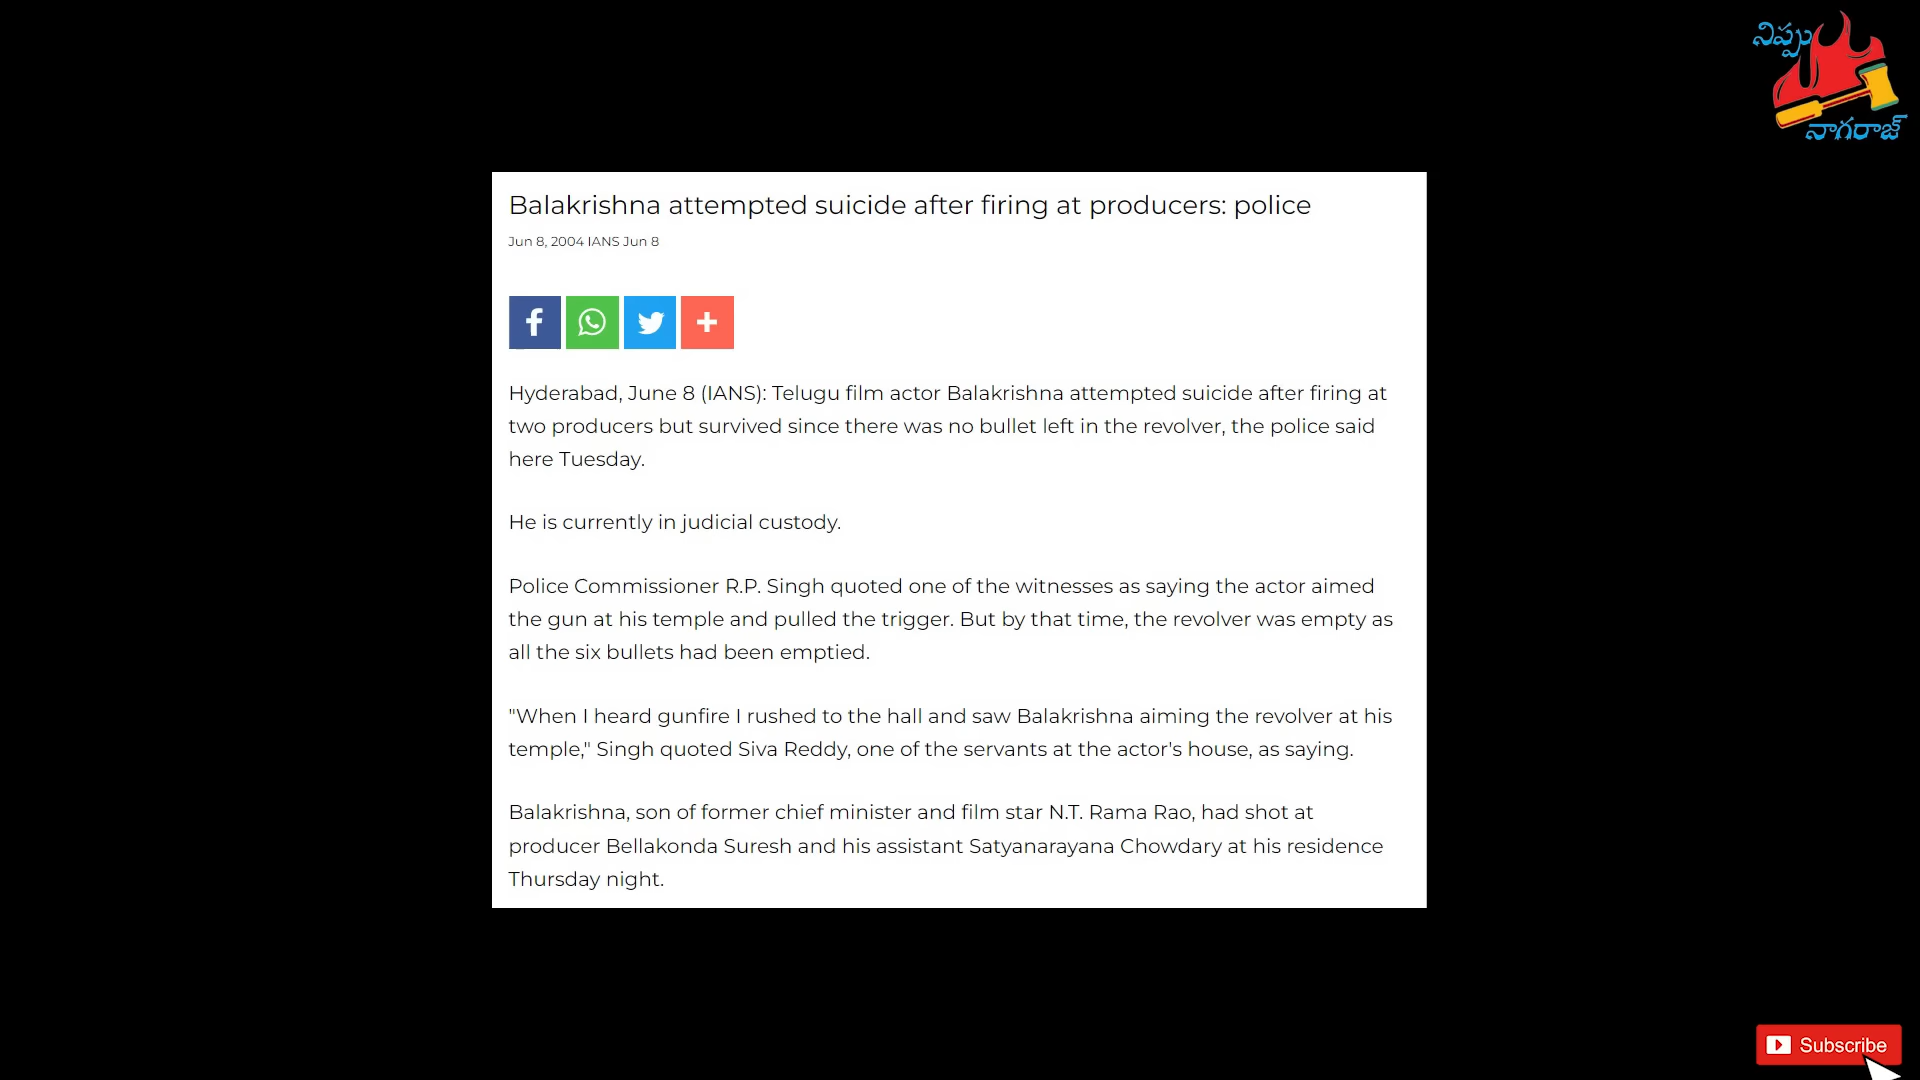 నిప్పు
నాగరాజ్
Balakrishna attempted suicide after firing at producers: police
Jun 8, 2004 IANS Jun 8
Hyderabad, June 8 (IANS): Telugu film actor Balakrishna attempted suicide after firing at
two producers but survived since there was no bullet left in the revolver, the police said
here Tuesday.
He is currently in judicial custody.
Police Commissioner R.P. Singh quoted one of the witnesses as saying the actor aimed
the gun at his temple and pulled the trigger. But by that time, the revolver was empty as
all the six bullets had been emptied.
"When I heard gunfire I rushed to the hall and saw Balakrishna aiming the revolver at his
temple," Singh quoted Siva Reddy, one of the servants at the actor's house, as saying.
Balakrishna, son of former chief minister and film star N.T. Rama Rao, had shot at
producer Bellakonda Suresh and his assistant Satyanarayana Chowdary at his residence
Thursday night.
Subscribe